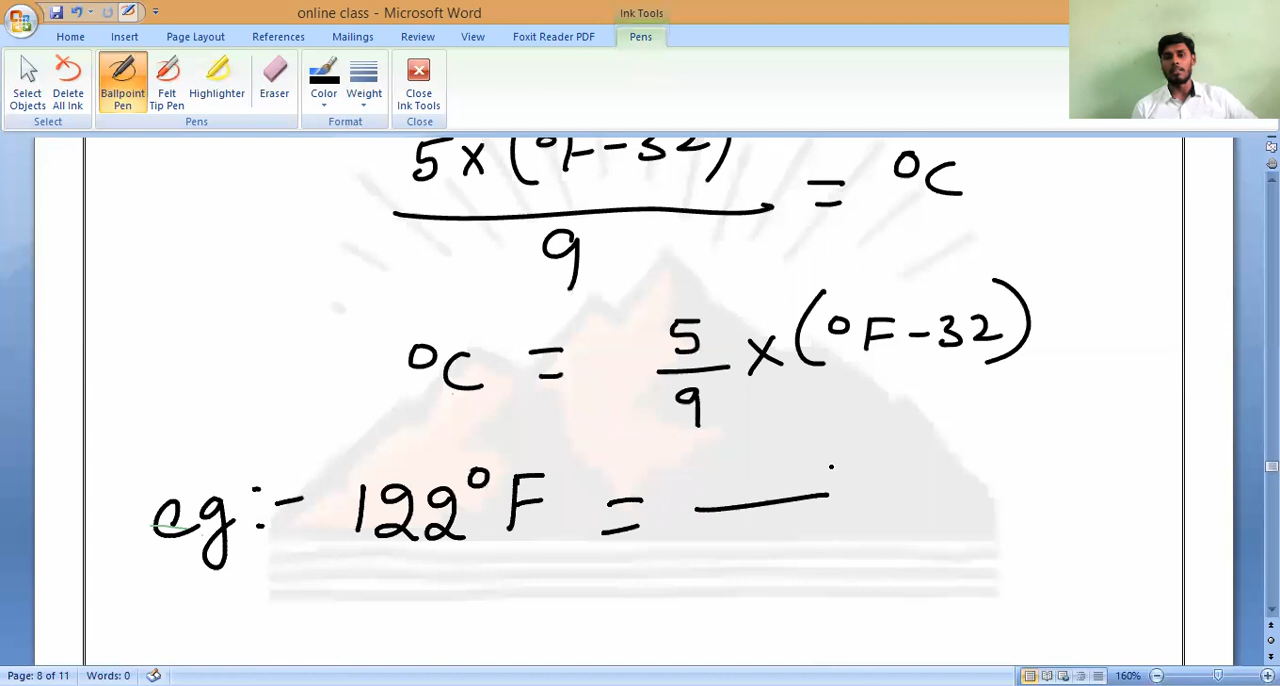 online class - Microsoft Word
Ink Tools
Home Insert Page Layout References Mailings Review View Foxit Reader PDF Pens
Select Objects
Delete All Ink
Ballpoint Pen
Felt Tip Pen
Highlighter
Eraser
Color
Weight
Close Ink Tools
Select Pens Format Close
5 × (°F - 32)
9
= °C
°C = 5/9 × (°F - 32)
eg:- 122°F = __
Page: 8 of 11 Words: 0 160%